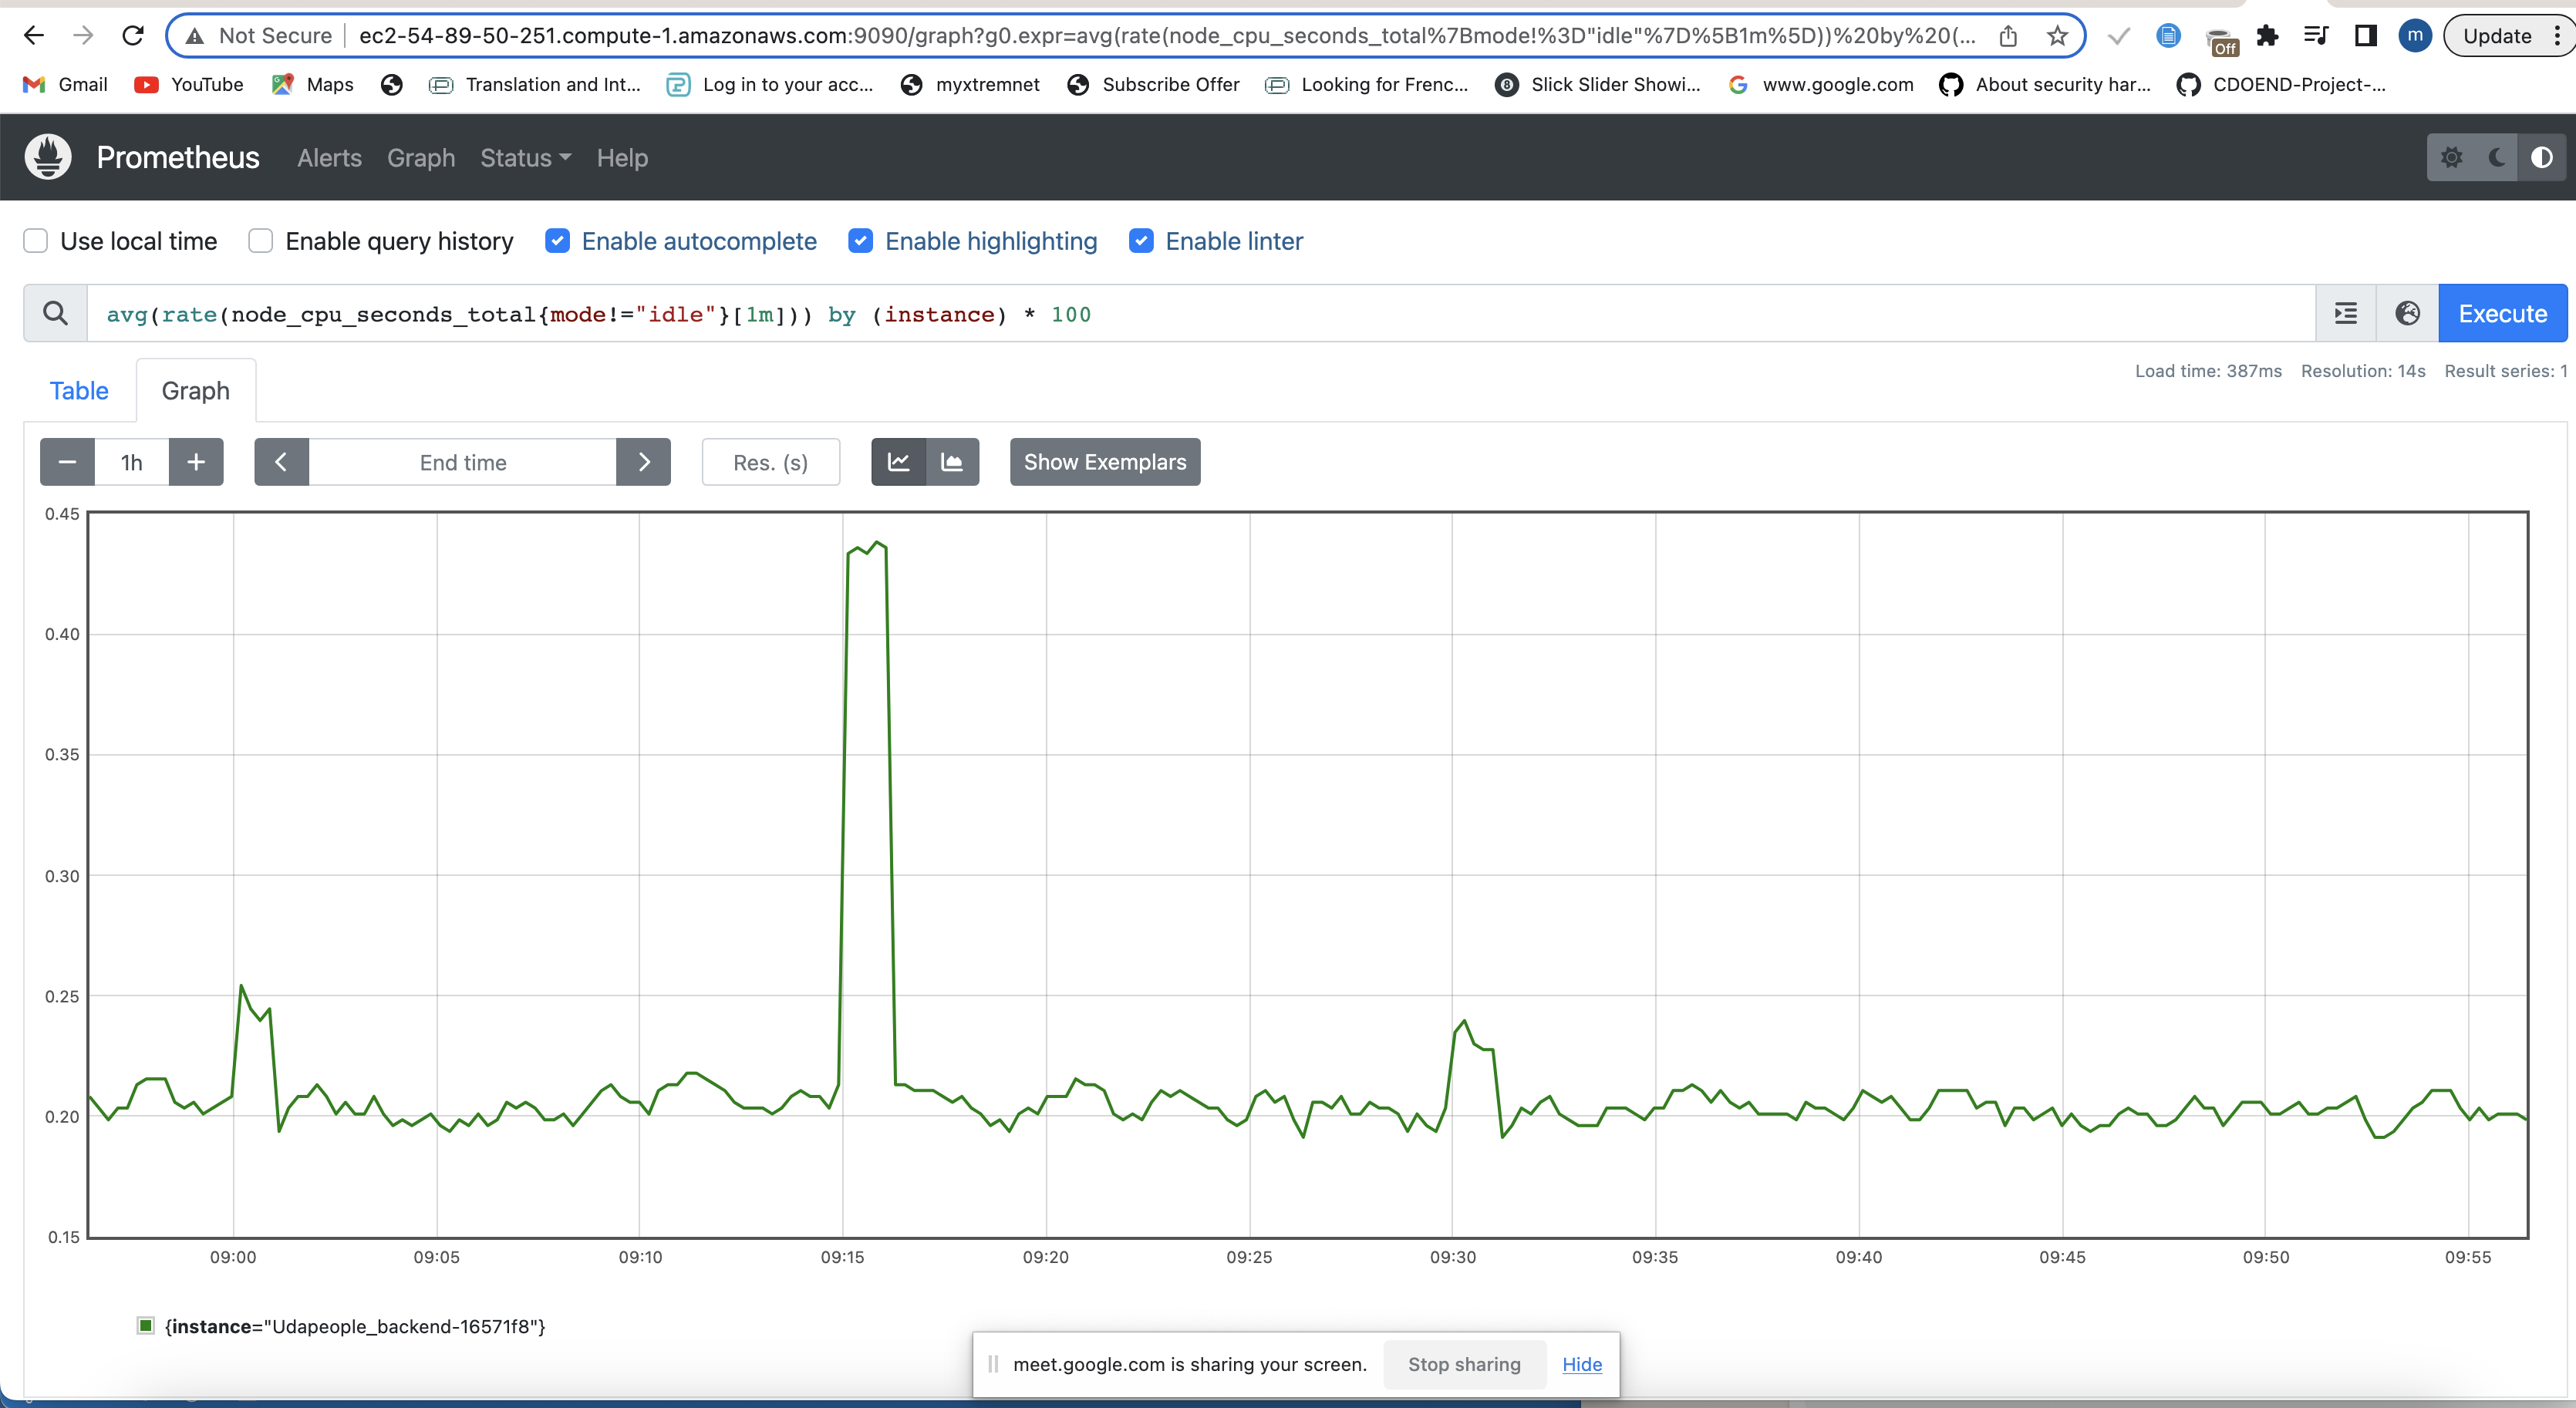 Not Secure ec2-54-89-50-251.compute-1.amazonaws.com:9090/graph?g0.expr=avg(rate(node_cpu_seconds_total%7Bmode!%3D"idle"%7D%5B1m%5D))%20by%20(... Off m Update
Gmail YouTube Maps Translation and Int... Log in to your acc... myxtremnet Subscribe Offer Looking for Frenc... Slick Slider Showi... www.google.com About security har... CDOEND-Project-...
Prometheus Alerts Graph Status Help
Use local time Enable query history Enable autocomplete Enable highlighting Enable linter
avg(rate(node_cpu_seconds_total{mode!="idle"}[1m])) by (instance) * 100 Execute
Load time: 387ms Resolution: 14s Result series: 1
Table Graph
1h End time Res. (s) Show Exemplars
0.45
0.40
0.35
0.30
0.25
0.20
0.15
09:00 09:05 09:10 09:15 09:20 09:25 09:30 09:35 09:40 09:45 09:50 09:55
{instance="Udapeople_backend-16571f8"}
meet.google.com is sharing your screen. Stop sharing Hide